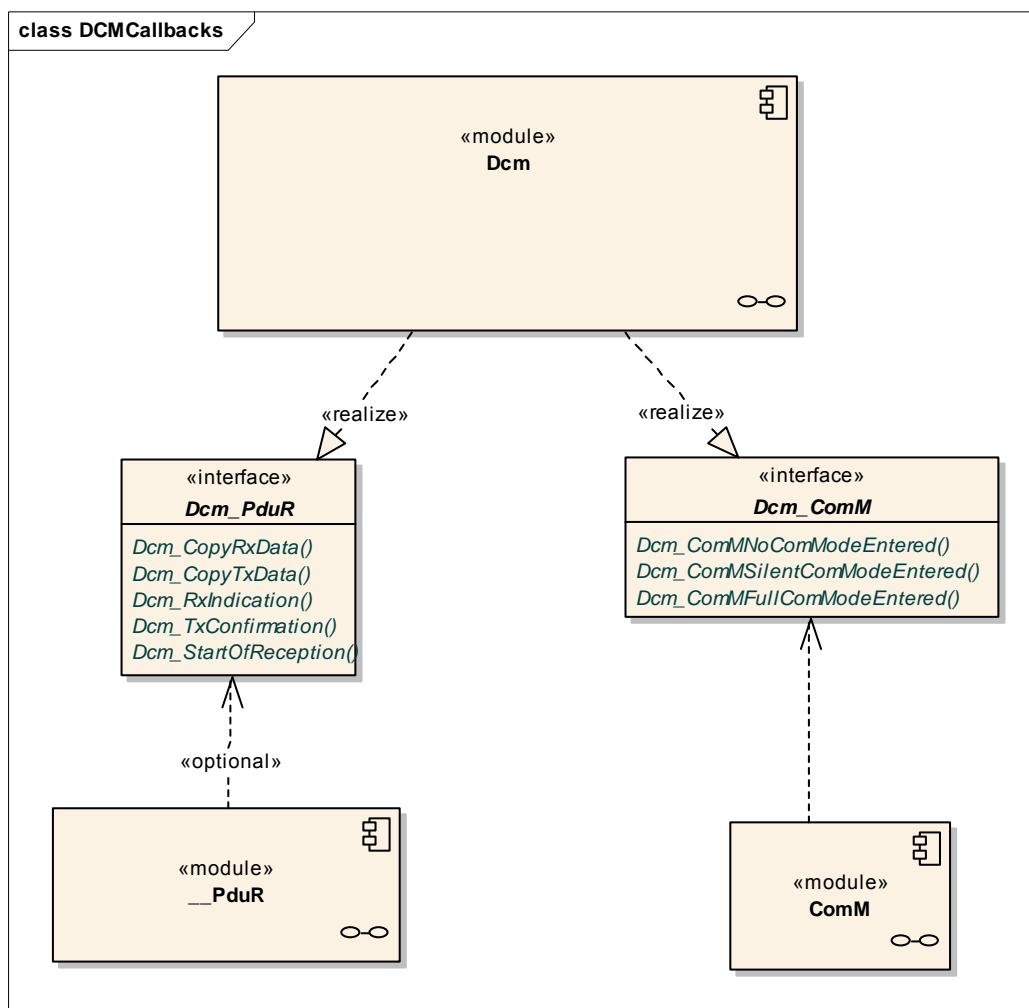 class DCMCallbacks
«module»
Dcm
«realize»
«realize»
«interface»
Dcm_PduR
Dcm_CopyRxData()
Dcm_CopyTxData()
Dcm_RxIndication()
Dcm_TxConfirmation()
Dcm_StartOfReception()
«interface»
Dcm_ComM
Dcm_ComMNoComModeEntered()
Dcm_ComMSilentComModeEntered()
Dcm_ComMFullComModeEntered()
«optional»
«module»
__PduR
«module»
ComM